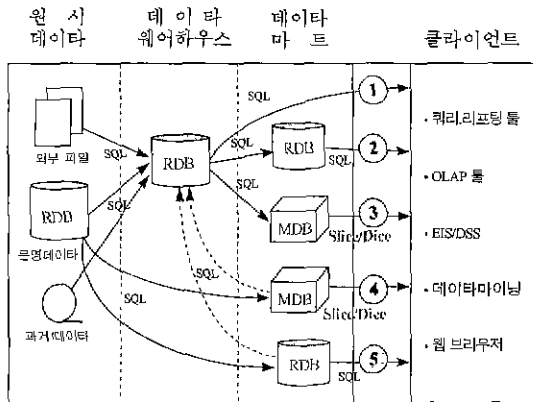 원 시
데이타
데 이 타
웨어하우스
데이타
마 트
클라이언트
SQL
1
• 쿼리.리포팅 툴
외부 파일
SQL
RDB
SQL
RDB
SQL
2
• OLAP 툴
RDB
SQL
SQL
MDB
3
Slice/Dice
• EIS/DSS
운영데이타
SQL
MDB
4
Slice/Dice
• 데이타마이닝
과거데이타
SQL
RDB
SQL
5
• 웹 브라우저